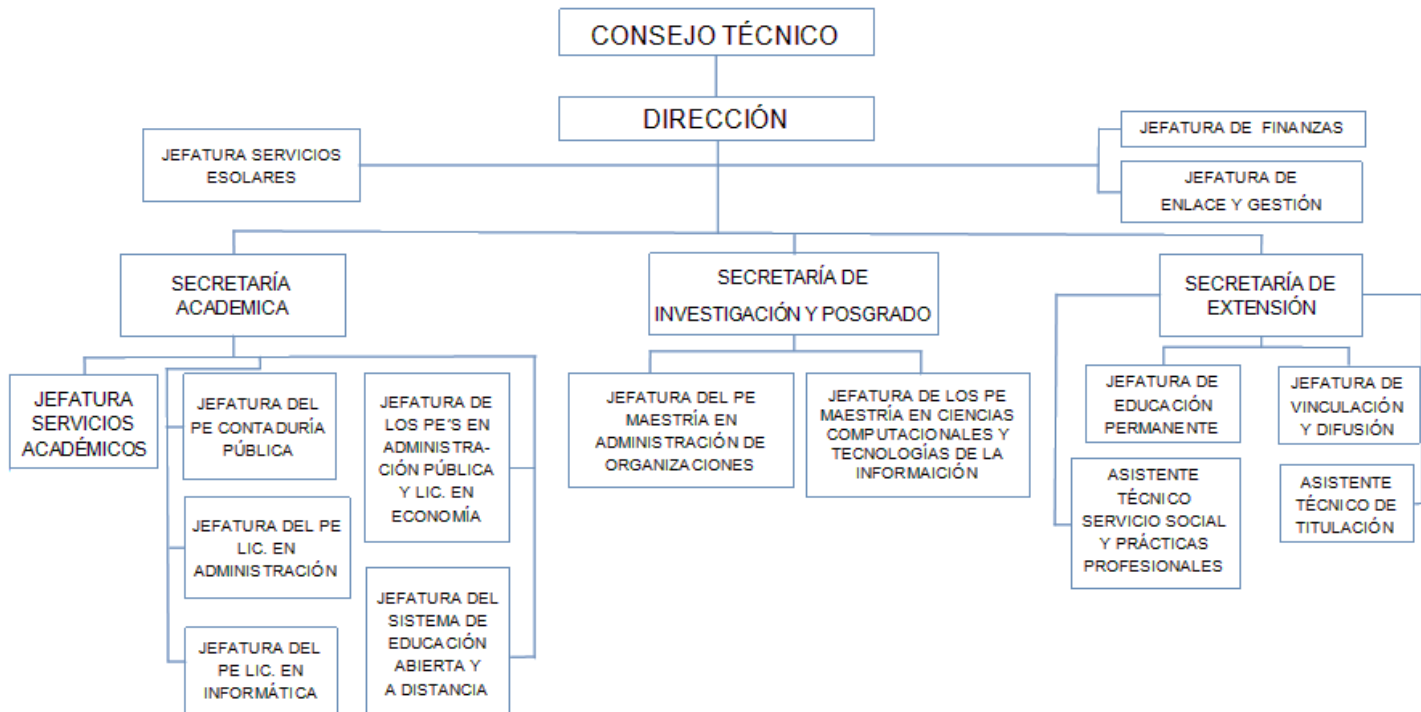 CONSEJO TÉCNICO
DIRECCIÓN
JEFATURA SERVICIOS
ESOLARES
JEFATURA DE FINANZAS
JEFATURA DE
ENLACE Y GESTIÓN
SECRETARÍA
ACADEMICA
SECRETARÍA DE
INVESTIGACIÓN Y POSGRADO
SECRETARÍA DE
EXTENSIÓN
JEFATURA
SERVICIOS
ACADÉMICOS
JEFATURA DEL
PE CONTADURÍA
PÚBLICA
JEFATURA DEL PE
LIC. EN
ADMINISTRACIÓN
JEFATURA DEL
PE LIC. EN
INFORMÁTICA
JEFATURA DE
LOS PE´S EN
ADMINISTRA-
CIÓN PÚBLICA
Y LIC. EN
ECONOMÍA
JEFATURA DEL
SISTEMA DE
EDUCACIÓN
ABIERTA Y
A DISTANCIA
JEFATURA DEL PE
MAESTRÍA EN
ADMINISTRACIÓN DE
ORGANIZACIONES
JEFATURA DE LOS PE
MAESTRÍA EN CIENCIAS
COMPUTACIONALES Y
TECNOLOGÍAS DE LA
INFORMAICIÓN
JEFATURA DE
EDUCACIÓN
PERMANENTE
JEFATURA DE
VINCULACIÓN
Y DIFUSIÓN
ASISTENTE
TÉCNICO
SERVICIO SOCIAL
Y PRÁCTICAS
PROFESIONALES
ASISTENTE
TÉCNICO DE
TITULACIÓN